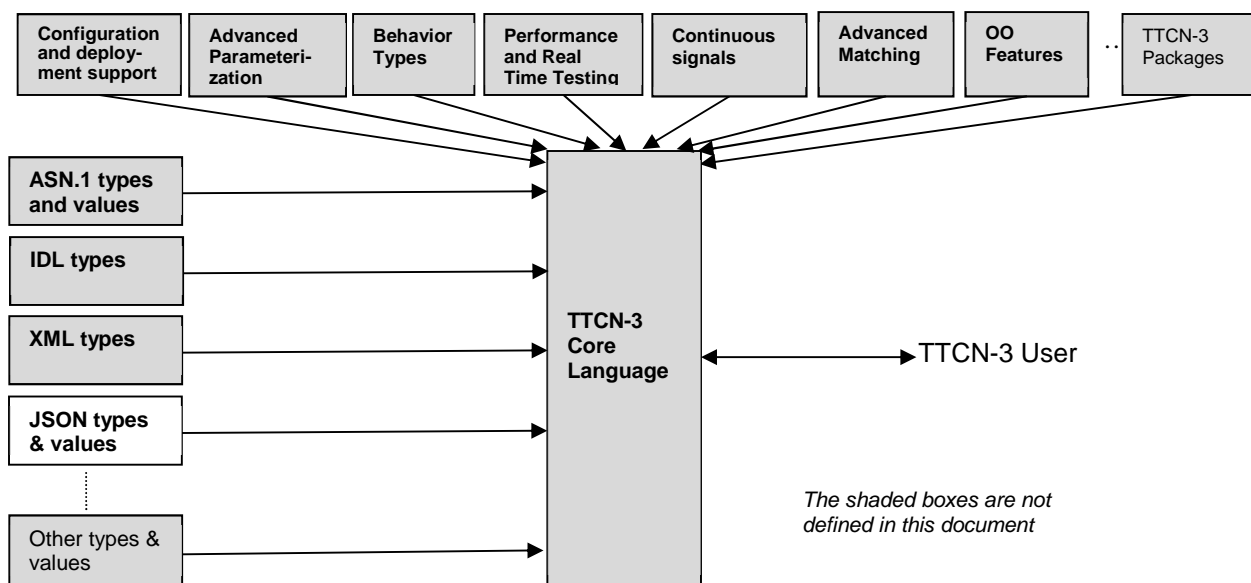 Configuration
and deploy-
ment support
Advanced
Parameteri-
zation
Behavior
Types
Performance
and Real
Time Testing
Continuous
signals
Advanced
Matching
OO
Features
..
TTCN-3
Packages
ASN.1 types
and values
IDL types
XML types
JSON types
& values
Other types &
values
TTCN-3
Core
Language
TTCN-3 User
The shaded boxes are not
defined in this document